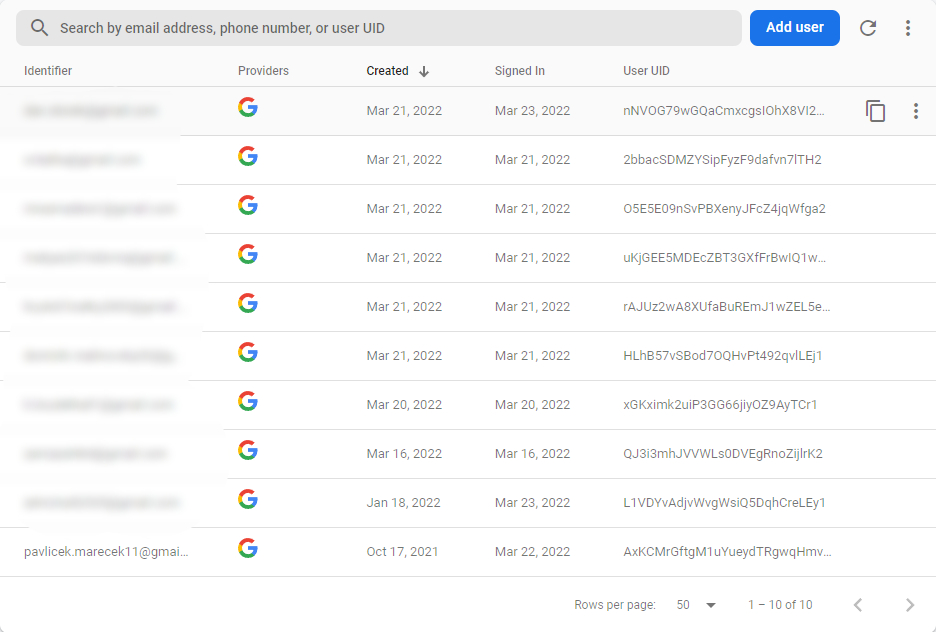 Search by email address, phone number, or user UID
Add user
Identifier Providers Created Signed In User UID
Mar 21, 2022 Mar 23, 2022 nNVOG79wGQaCmxcgsIOhX8VI2...
Mar 21, 2022 Mar 21, 2022 2bbacSDMZYSipFyzF9dafvn7lTH2
Mar 21, 2022 Mar 21, 2022 O5E5E09nSvPBXenyJFcZ4jqWfga2
Mar 21, 2022 Mar 21, 2022 uKjGEE5MDEcZBT3GXfFrBwIQ1w...
Mar 21, 2022 Mar 21, 2022 rAJUz2wA8XUfaBuREmJ1wZEL5e...
Mar 21, 2022 Mar 21, 2022 HLhB57vSBod7OQHvPt492qvlLEj1
Mar 20, 2022 Mar 20, 2022 xGKximk2uiP3GG66jiyOZ9AyTCr1
Mar 16, 2022 Mar 16, 2022 QJ3i3mhJVVWLs0DVEgRnoZijlrK2
Jan 18, 2022 Mar 23, 2022 L1VDYvAdjvWvgWsiQ5DqhCreLEy1
pavlicek.marecek11@gmai... Oct 17, 2021 Mar 22, 2022 AxKCMrGftgM1uYueydTRgwqHmv...
Rows per page: 50 1 – 10 of 10